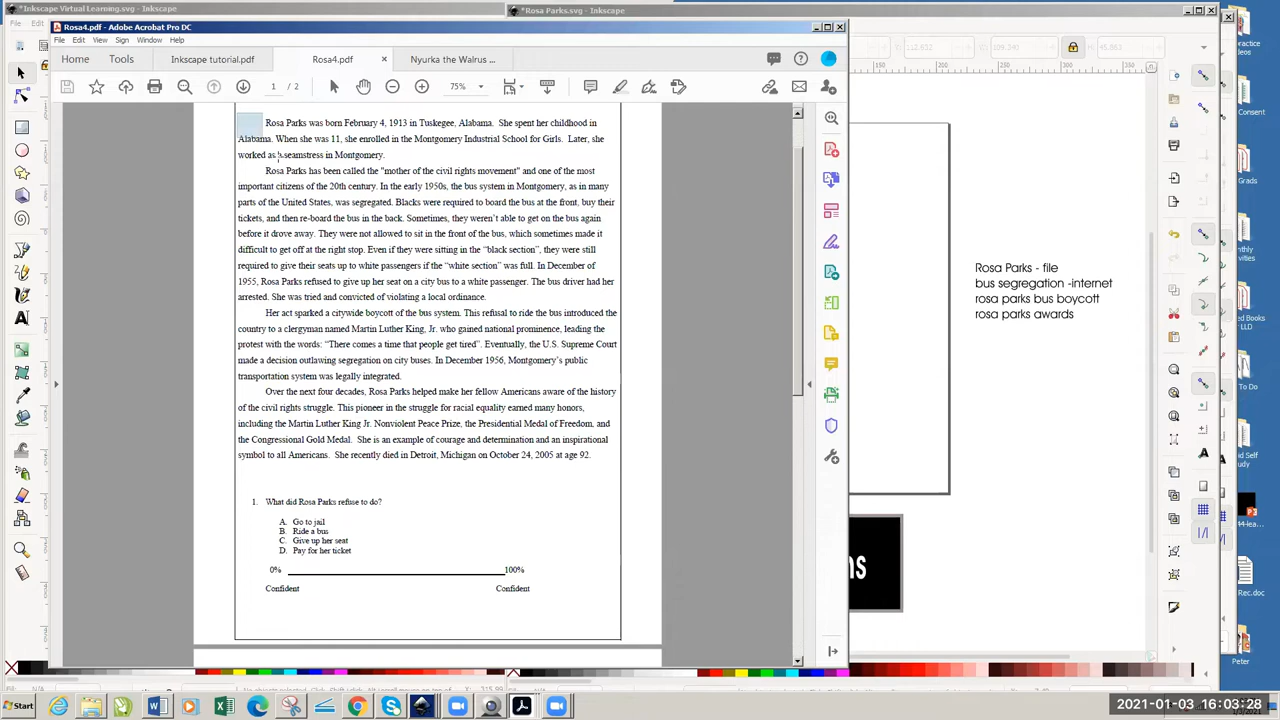 *Inkscape Virtual Learning.svg - Inkscape
*Rosa Parks.svg - Inkscape
Rosa4.pdf - Adobe Acrobat Pro DC
File Edit View Sign Window Help
Home Tools Inkscape tutorial.pdf Rosa4.pdf × Nyurka the Walrus ...
1 / 2 75%
Rosa Parks was born February 4, 1913 in Tuskegee, Alabama. She spent her childhood in
Alabama. When she was 11, she enrolled in the Montgomery Industrial School for Girls. Later, she
worked as seamstress in Montgomery.
Rosa Parks has been called the "mother of the civil rights movement" and one of the most
important citizens of the 20th century. In the early 1950s, the bus system in Montgomery, as in many
parts of the United States, was segregated. Blacks were required to board the bus at the front, buy their
tickets, and then re-board the bus in the back. Sometimes, they weren't able to get on the bus again
before it drove away. They were not allowed to sit in the front of the bus, which sometimes made it
difficult to get off at the right stop. Even if they were sitting in the “black section”, they were still
required to give their seats up to white passengers if the “white section” was full. In December of
1955, Rosa Parks refused to give up her seat on a city bus to a white passenger. The bus driver had her
arrested. She was tried and convicted of violating a local ordinance.
Her act sparked a citywide boycott of the bus system. This refusal to ride the bus introduced the
country to a clergyman named Martin Luther King, Jr. who gained national prominence, leading the
protest with the words: “There comes a time that people get tired”. Eventually, the U.S. Supreme Court
made a decision outlawing segregation on city buses. In December 1956, Montgomery’s public
transportation system was legally integrated.
Over the next four decades, Rosa Parks helped make her fellow Americans aware of the history
of the civil rights struggle. This pioneer in the struggle for racial equality earned many honors,
including the Martin Luther King Jr. Nonviolent Peace Prize, the Presidential Medal of Freedom, and
the Congressional Gold Medal. She is an example of courage and determination and an inspirational
symbol to all Americans. She recently died in Detroit, Michigan on October 24, 2005 at age 92.
1. What did Rosa Parks refuse to do?
A. Go to jail
B. Ride a bus
C. Give up her seat
D. Pay for her ticket
0% 100%
Confident Confident
150 200 250 300 350
Rosa Parks - file
bus segregation -internet
rosa parks bus boycott
rosa parks awards
ns
Grads
To Do
Rec.doc
Peter
Start
2021-01-03 16:03:28